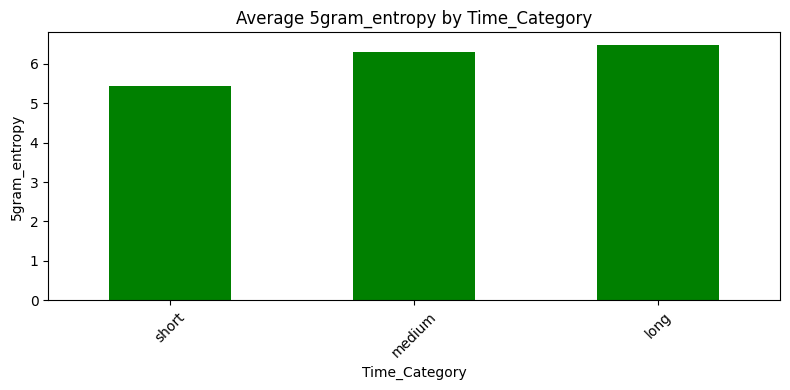 Average 5gram_entropy by Time_Category
5gram_entropy
6
5
4
3
2
1
0
short
medium
long
Time_Category